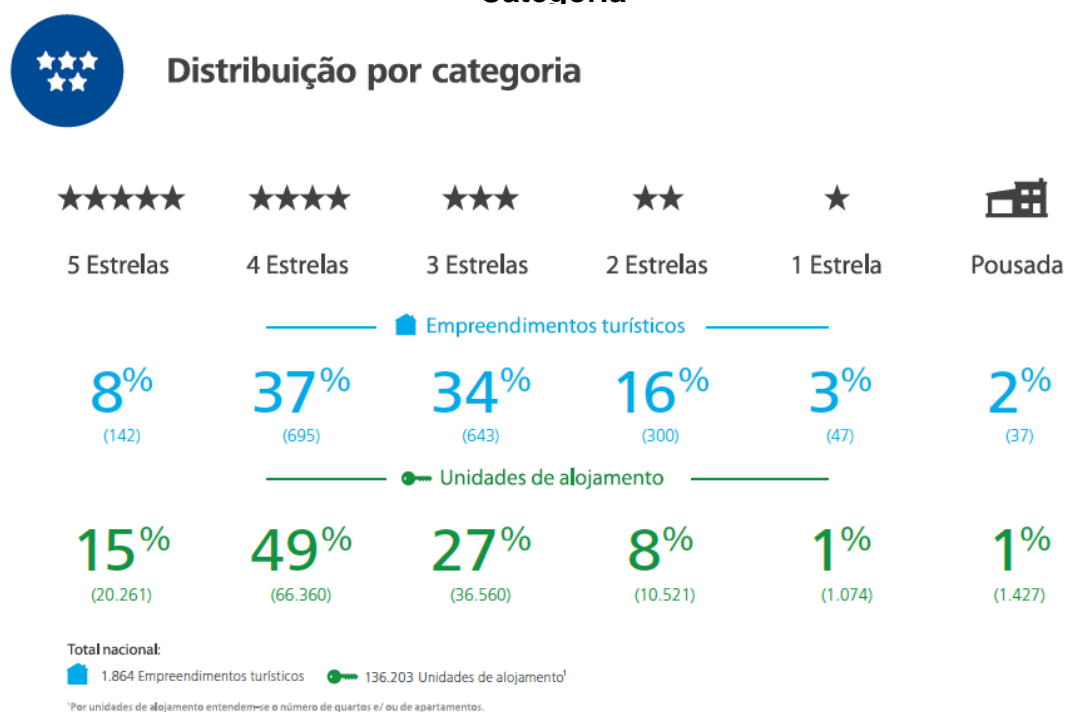 Categoria
Distribuição por categoria
5 Estrelas 4 Estrelas 3 Estrelas 2 Estrelas 1 Estrela Pousada
Empreendimentos turísticos
8% 37% 34% 16% 3% 2%
(142) (695) (643) (300) (47) (37)
Unidades de alojamento
15% 49% 27% 8% 1% 1%
(20.261) (66.360) (36.560) (10.521) (1.074) (1.427)
Total nacional:
1.864 Empreendimentos turísticos 136.203 Unidades de alojamento¹
¹Por unidades de alojamento entendem-se o número de quartos e/ ou de apartamentos.